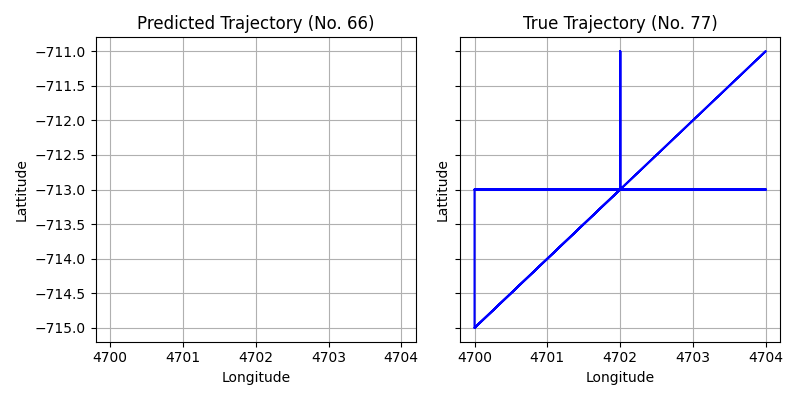 Predicted Trajectory (No. 66)
True Trajectory (No. 77)
Lattitude
−711.0
−711.5
−712.0
−712.5
−713.0
−713.5
−714.0
−714.5
−715.0
4700 4701 4702 4703 4704
Longitude
Lattitude
4700 4701 4702 4703 4704
Longitude